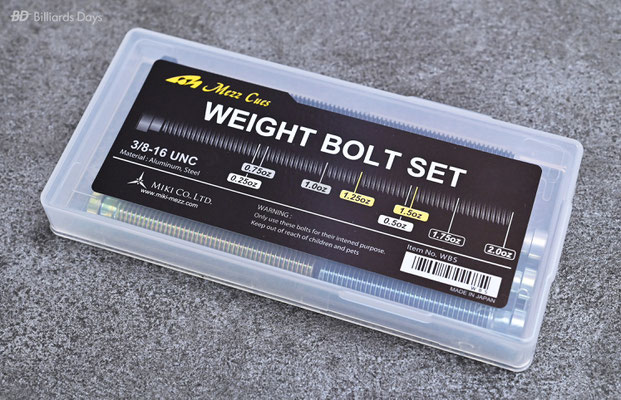 BD Billiards Days
Mezz Cues
WEIGHT BOLT SET
3/8-16 UNC
Material : Aluminum, Steel
0.75oz
0.25oz
1.0oz
1.25oz
1.5oz
0.5oz
1.75oz
2.0oz
MIKI CO., LTD.
www.miki-mezz.com
WARNING :
Only use these bolts for their intened purpose.
Keep out of reach of children and pets
Item No. WBS
MADE IN JAPAN